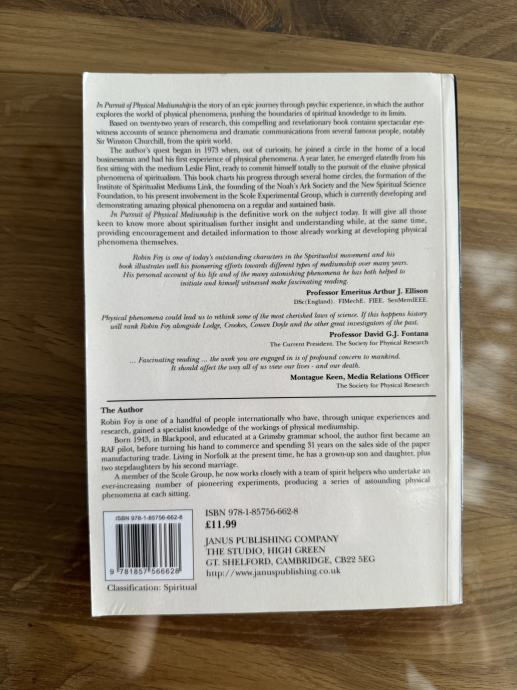 In Pursuit of Physical Mediumship is the story of an epic journey through psychic experience, in which the author
explores the world of physical phenomena, pushing the boundaries of spiritual knowledge to its limits.
Based on twenty-two years of research, this compelling and revelationary book contains spectacular eye-
witness accounts of seance phenomena and dramatic communications from several famous people, notably
Sir Winston Churchill, from the spirit world.
The author's quest began in 1973 when, out of curiosity, he joined a circle in the home of a local
businessman and had his first experience of physical phenomena. A year later, he emerged elatedly from his
first sitting with the medium Leslie Flint, ready to commit himself totally to the pursuit of the elusive physical
phenomena of spiritualism. This book charts his progress through several home circles, the formation of the
Institute of Spiritualist Mediums Link, the founding of the Noah's Ark Society and the New Spiritual Science
Foundation, to his present involvement in the Scole Experimental Group, which is currently developing and
demonstrating amazing physical phenomena on a regular and sustained basis.
In Pursuit of Physical Mediumship is the definitive work on the subject today. It will give all those
keen to know more about spiritualism further insight and understanding while, at the same time,
providing encouragement and detailed information to those already working at developing physical
phenomena themselves.
Robin Foy is one of today's outstanding characters in the Spiritualist movement and his
book illustrates well his pioneering efforts towards different types of mediumship over many years.
His personal account of his life and of the many astonishing phenomena he has both helped to
initiate and himself witnessed make fascinating reading.
Professor Emeritus Arthur J. Ellison
DSc(England). FIMechE. FIEE. SenMemIEEE.
Physical phenomena could lead us to rethink some of the most cherished laws of science. If this happens history
will rank Robin Foy alongside Lodge, Crookes, Conan Doyle and the other great investigators of the past.
Professor David G.J. Fontana
The Current President, The Society for Physical Research
... Fascinating reading ... the work you are engaged in is of profound concern to mankind.
It should affect the way all of us view our lives - and our death.
Montague Keen, Media Relations Officer
The Society for Physical Research
The Author
Robin Foy is one of a handful of people internationally who have, through unique experiences and
research, gained a specialist knowledge of the workings of physical mediumship.
Born 1943, in Blackpool, and educated at a Grimsby grammar school, the author first became an
RAF pilot, before turning his hand to commerce and spending 31 years on the sales side of the paper
manufacturing trade. Living in Norfolk at the present time, he has a grown-up son and daughter, plus
two stepdaughters by his second marriage.
A member of the Scole Group, he now works closely with a team of spirit helpers who undertake an
ever-increasing number of pioneering experiments, producing a series of astounding physical
phenomena at each sitting.
ISBN 978-1-85756-662-8
9 781857 566628
Classification: Spiritual
ISBN 978-1-85756-662-8
£11.99
JANUS PUBLISHING COMPANY
THE STUDIO, HIGH GREEN
GT. SHELFORD, CAMBRIDGE, CB22 5EG
http://www.januspublishing.co.uk